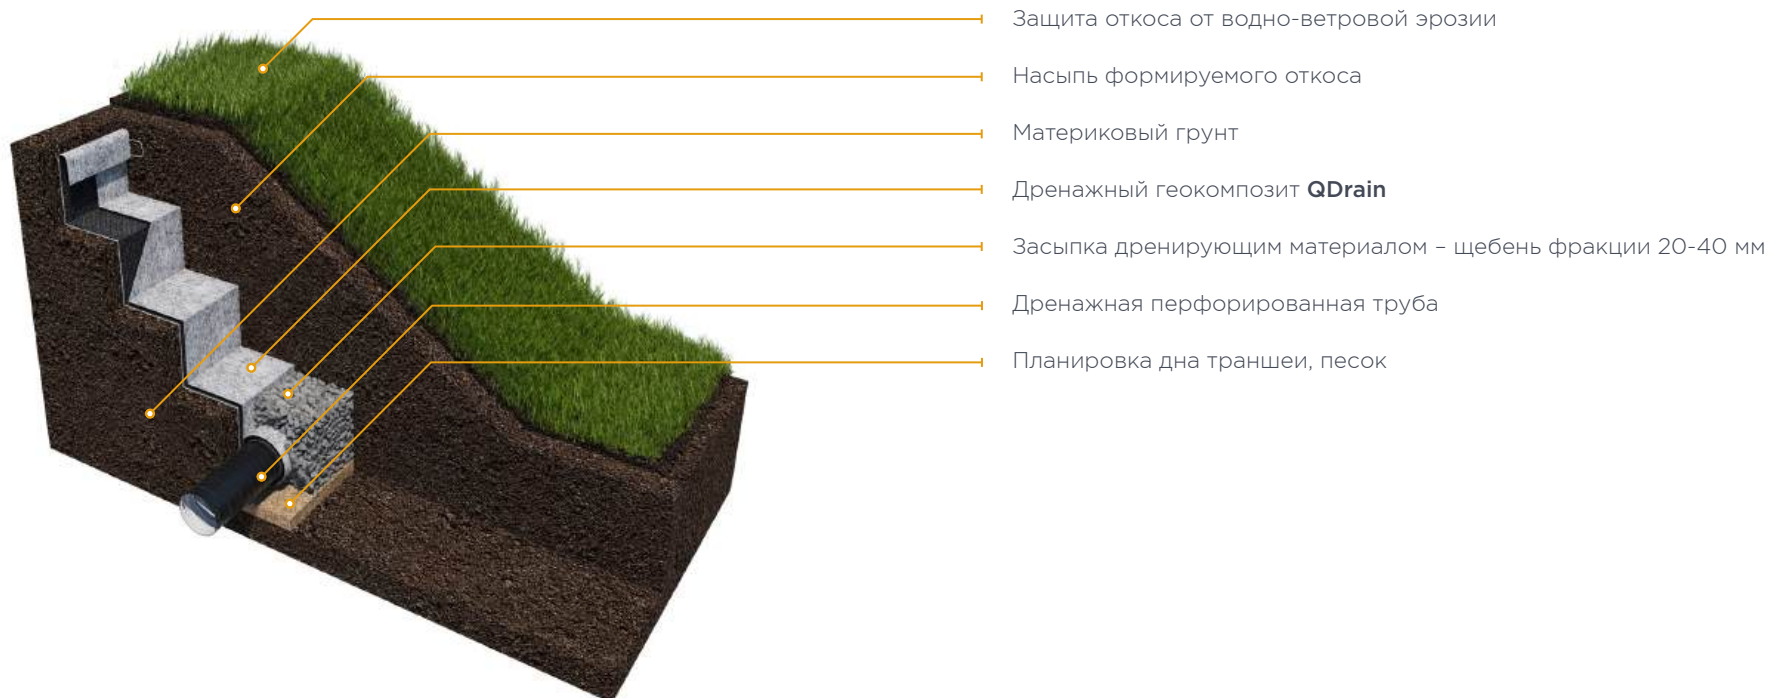 Защита откоса от водно-ветровой эрозии
Насыпь формируемого откоса
Материковый грунт
Дренажный геокомпозит QDrain
Засыпка дренирующим материалом – щебень фракции 20-40 мм
Дренажная перфорированная труба
Планировка дна траншеи, песок